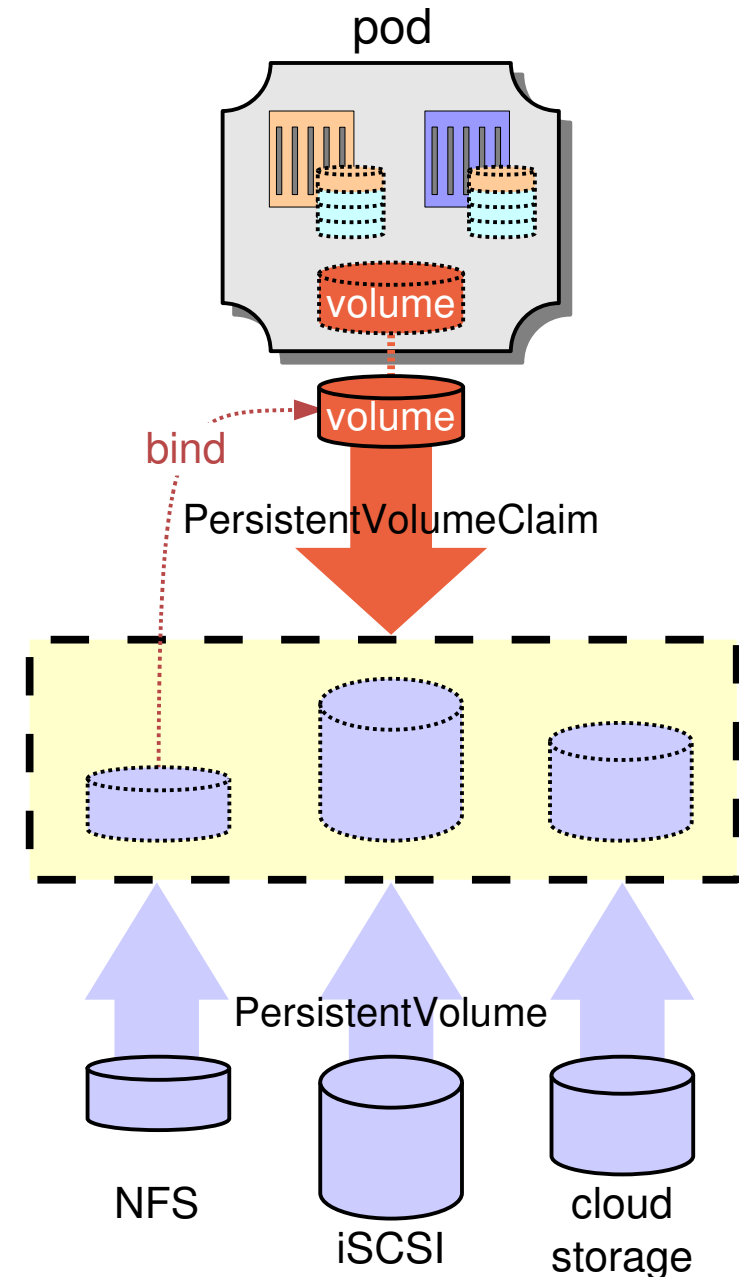 pod
volume
volume
bind
PersistentVolumeClaim
PersistentVolume
NFS
iSCSI
cloud
storage